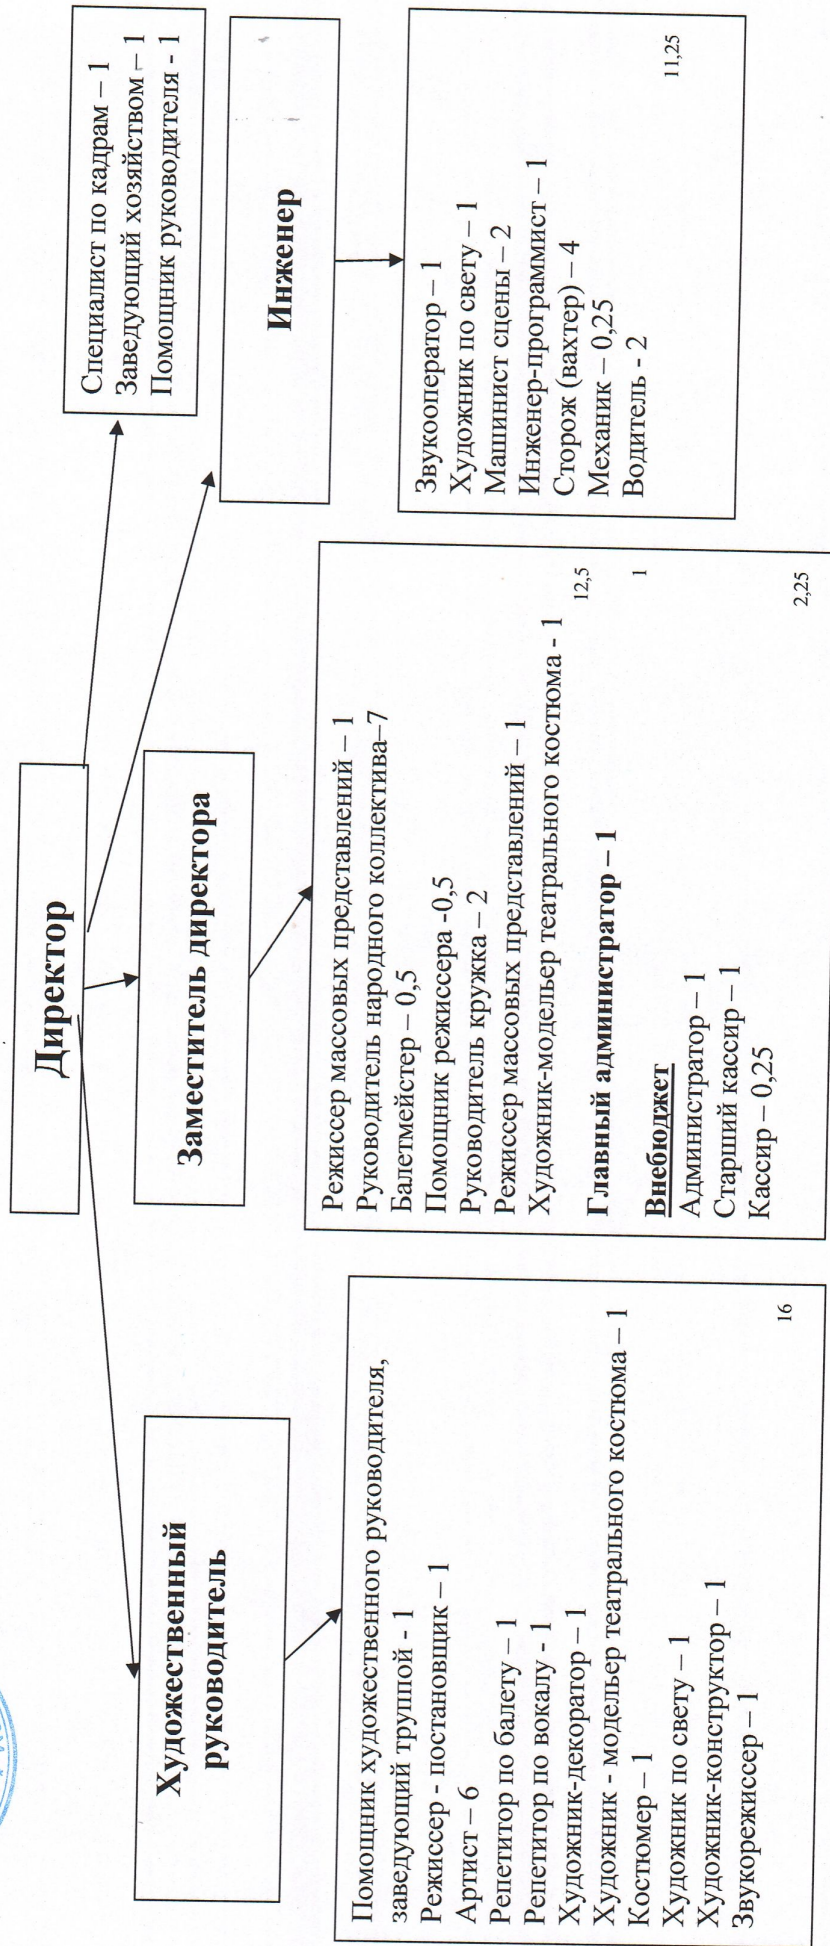 Директор
Специалист по кадрам – 1
Заведующий хозяйством – 1
Помощник руководителя - 1
Художественный
руководитель
Заместитель директора
Инженер
Помощник художественного руководителя,
заведующий труппой - 1
Режиссер - постановщик – 1
Артист – 6
Репетитор по балету – 1
Репетитор по вокалу - 1
Художник-декоратор – 1
Художник - модельер театрального костюма – 1
Костюмер – 1
Художник по свету – 1
Художник-конструктор – 1
Звукорежиссер – 1
16
Режиссер массовых представлений – 1
Руководитель народного коллектива–7
Балетмейстер – 0,5
Помощник режиссера -0,5
Руководитель кружка – 2
Режиссер массовых представлений – 1
Художник-модельер театрального костюма - 1
12,5
Главный администратор – 1
1
Внебюджет
Администратор – 1
Старший кассир – 1
Кассир – 0,25
2,25
Звукооператор – 1
Художник по свету – 1
Машинист сцены – 2
Инженер-программист – 1
Сторож (вахтер) – 4
Механик – 0,25
Водитель - 2
11,25